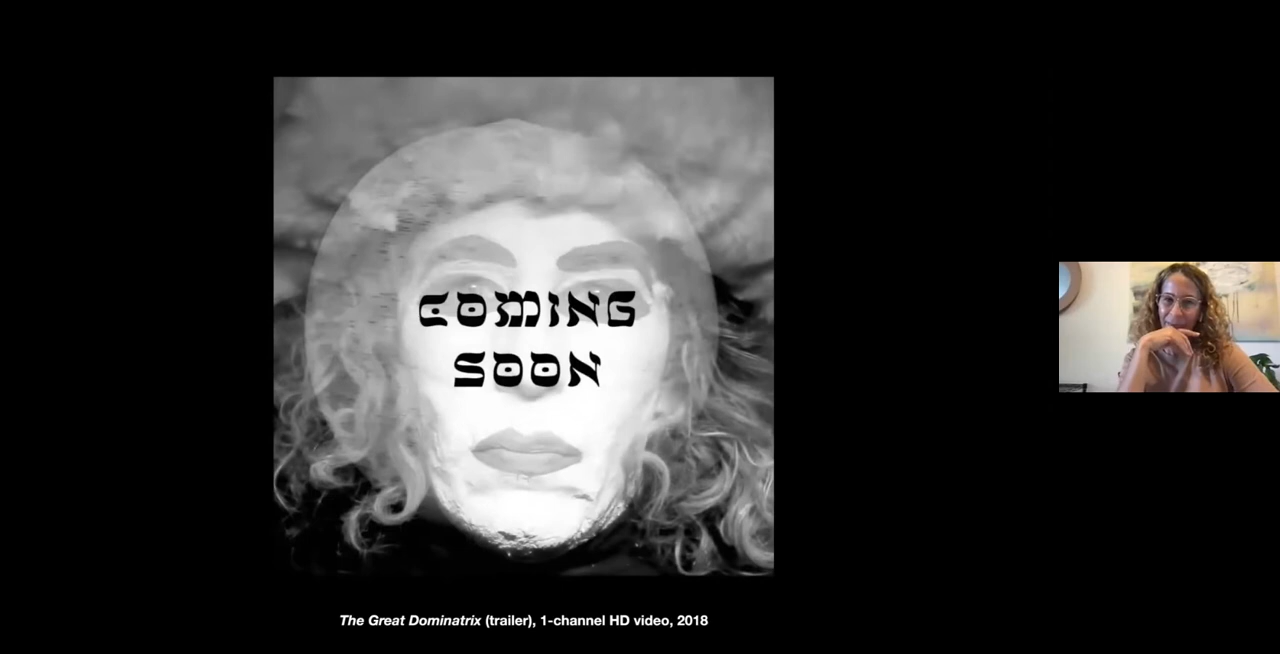 COMING
SOON
The Great Dominatrix (trailer), 1-channel HD video, 2018